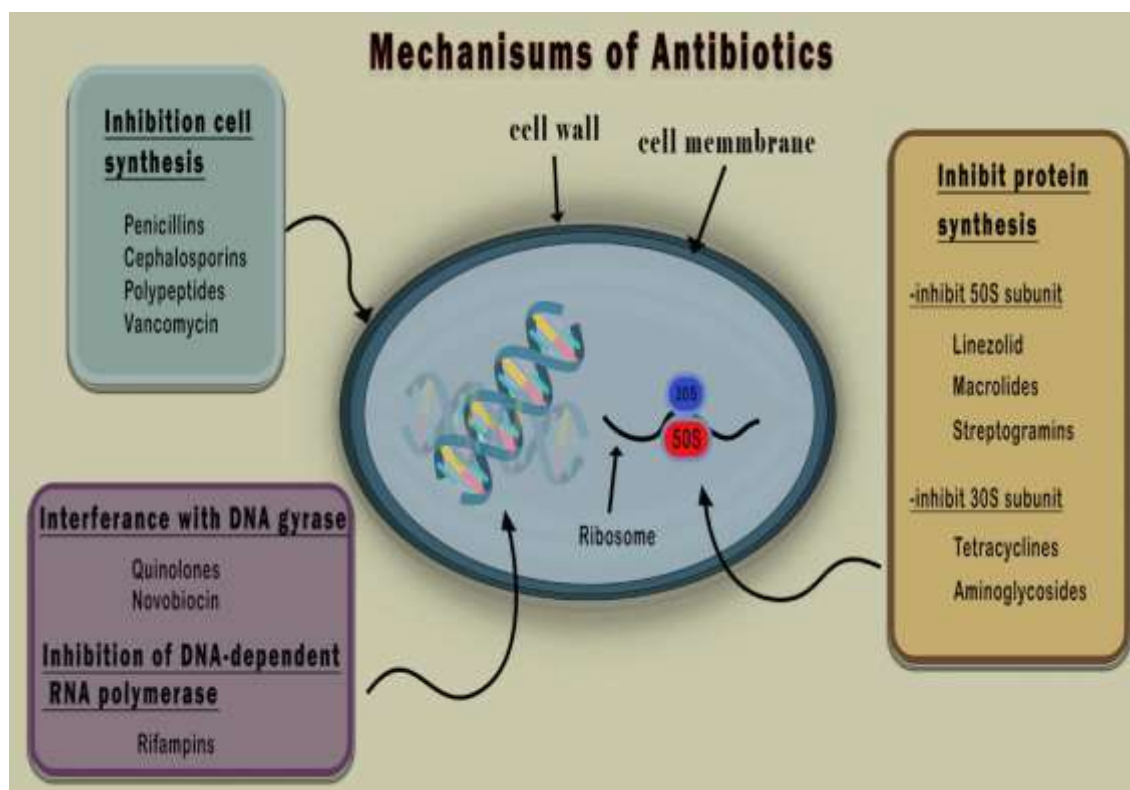 Mechanisums of Antibiotics
Inhibition cell
synthesis
Penicillins
Cephalosporins
Polypeptides
Vancomycin
cell wall
cell memmbrane
Inhibit protein
synthesis
-inhibit 50S subunit
Linezolid
Macrolides
Streptogramins
-inhibit 30S subunit
Tetracyclines
Aminoglycosides
30S
50S
Ribosome
Interferance with DNA gyrase
Quinolones
Novobiocin
Inhibition of DNA-dependent
RNA polymerase
Rifampins